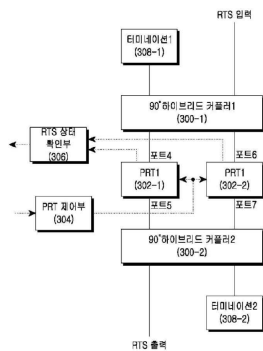 RTS 입력
터미네이션1
(308-1)
90°하이브리드 커플러1
(300-1)
RTS 상태
확인부
(306)
포트4
포트6
PRT1
(302-1)
PRT1
(302-2)
PRT 제어부
(304)
포트5
포트7
90°하이브리드 커플러2
(300-2)
터미네이션2
(308-2)
RTS 출력